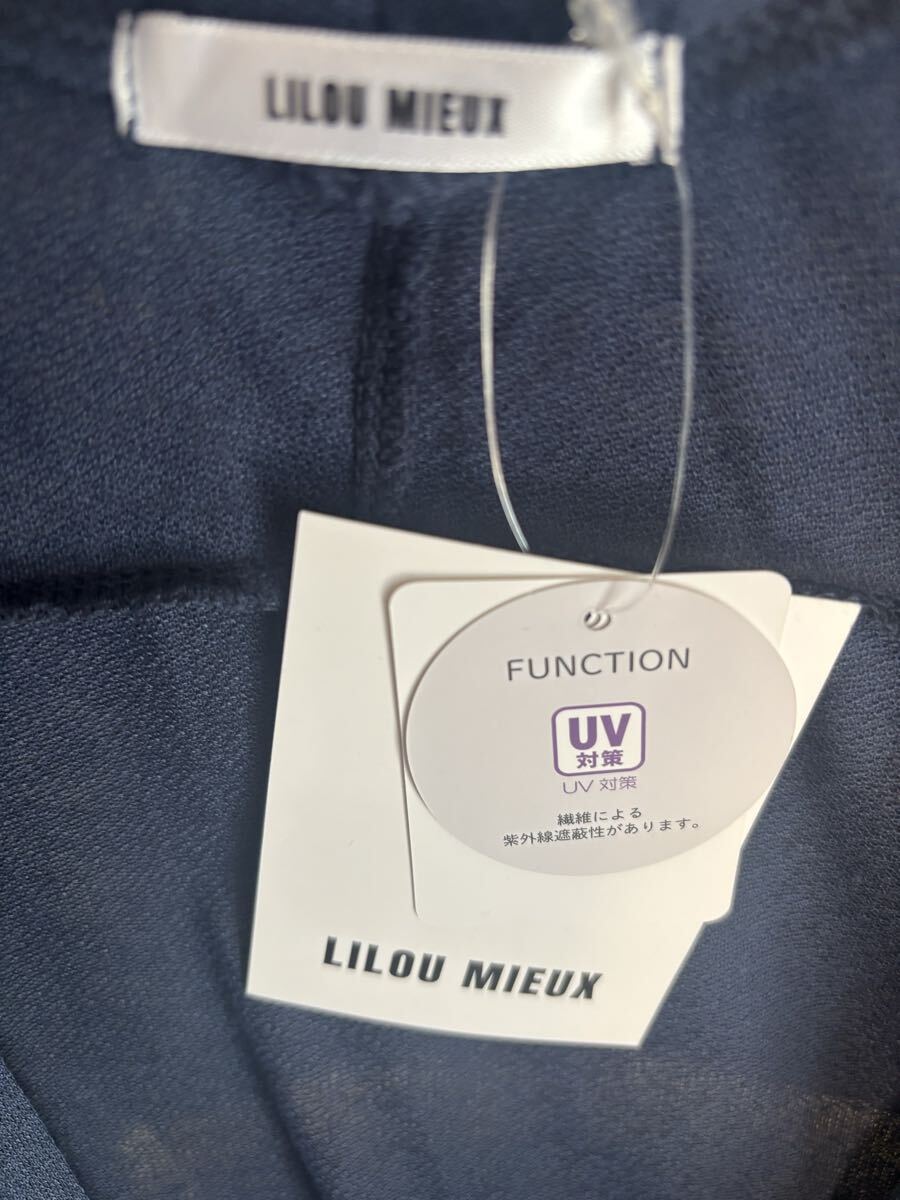 LILOU MIEUX
FUNCTION
UV
対策
UV 対策
繊維による
紫外線遮蔽性があります。
LILOU MIEUX